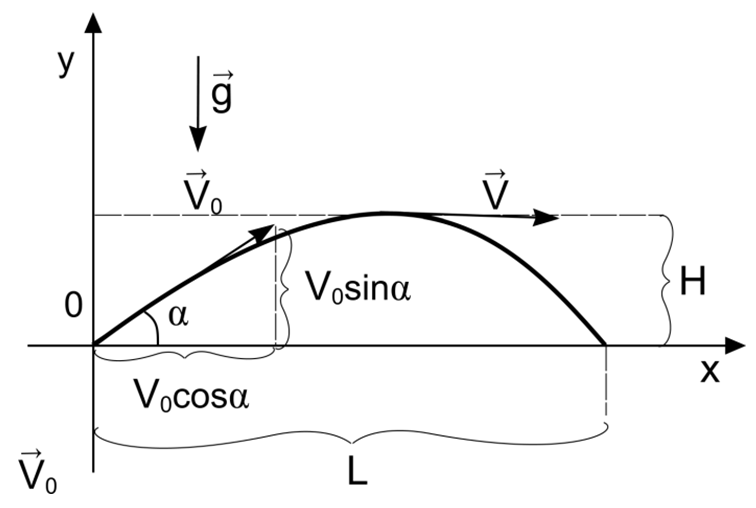 y
g⃗
V⃗₀
V⃗
0
α
V₀sinα
H
x
V₀cosα
V⃗₀
L